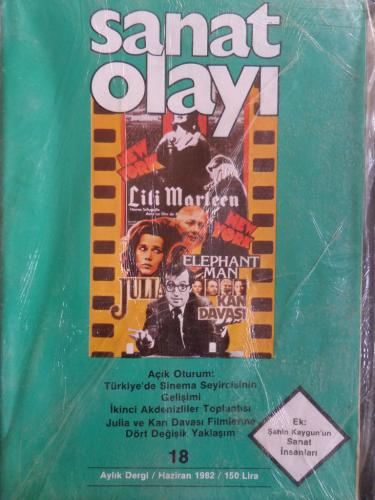 sanat
olayı
NEW
YORK
Lili Marleen
NEW
YORK
ELEPHANT
MAN
JULIA
KAN
DAVASI
Açık Oturum:
Türkiye'de Sinema Seyircisinin
Gelişimi
İkinci Akdenizliler Toplantısı
Julia ve Kan Davası Filmlerine
Dört Değişik Yaklaşım
Ek:
Şahin Kaygun'un
Sanat
İnsanları
18
Aylık Dergi / Haziran 1982 / 150 Lira